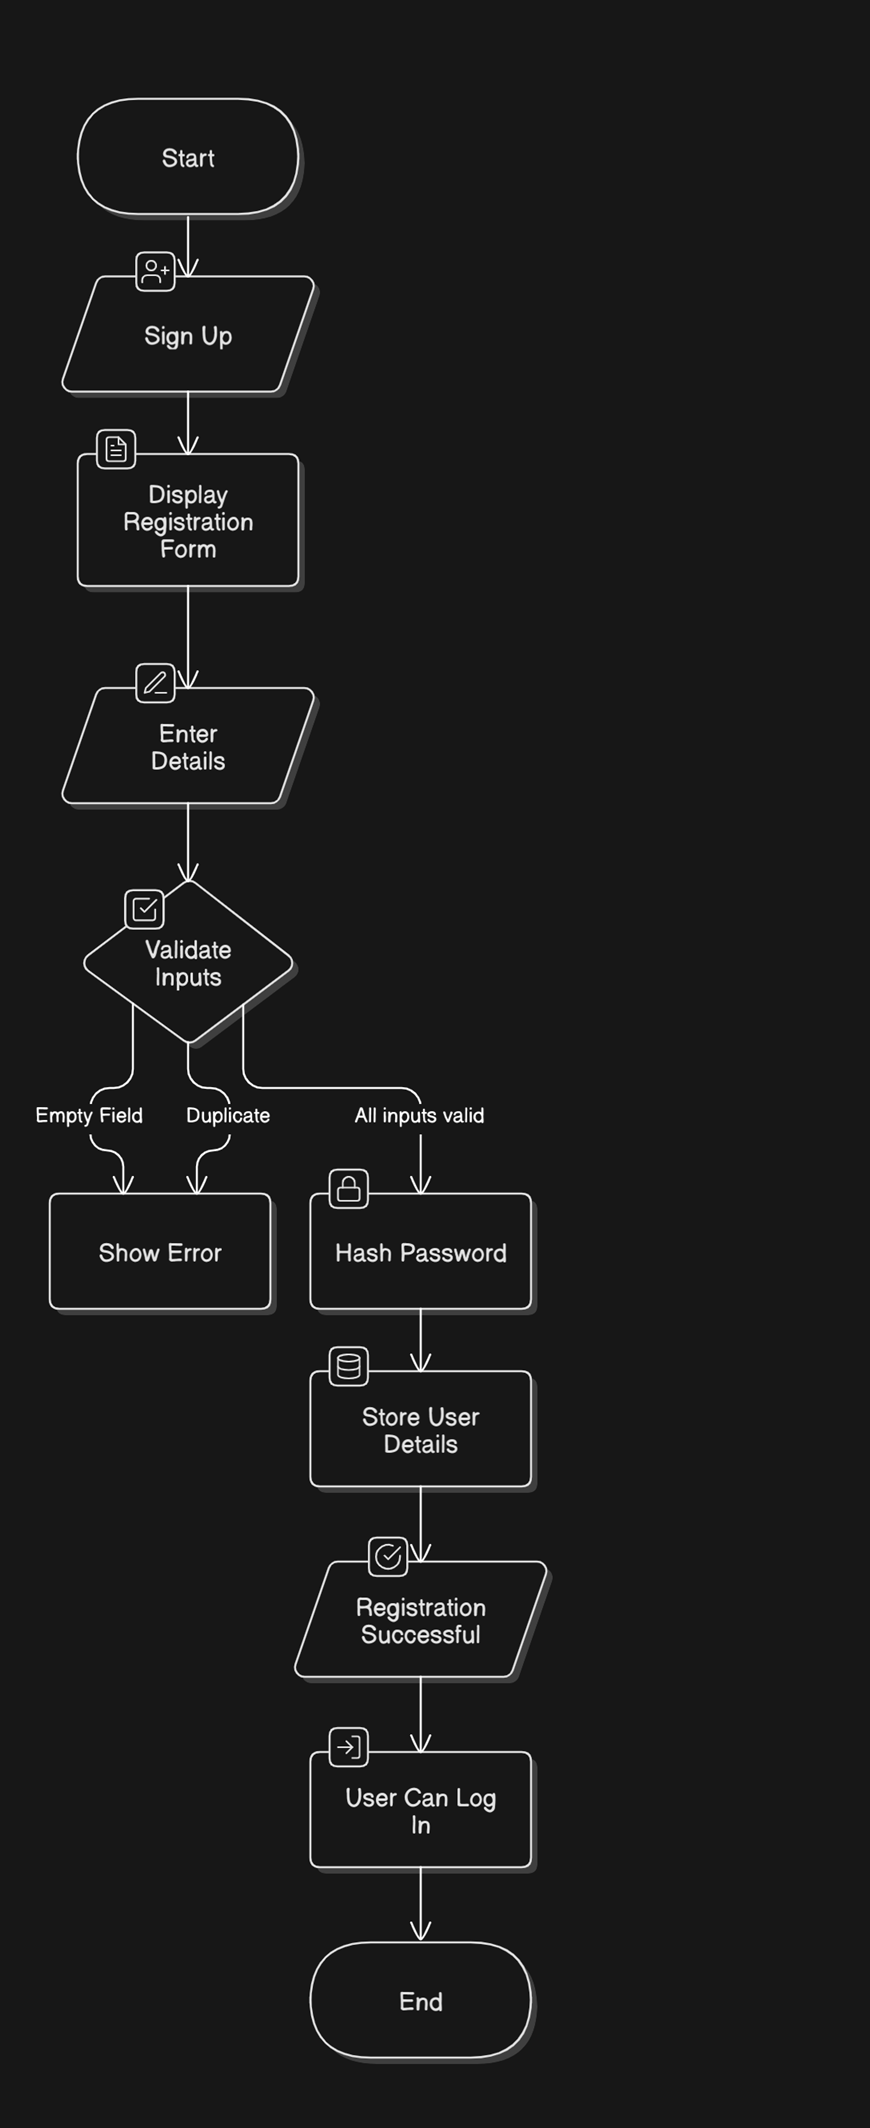 Start
Sign Up
Display
Registration
Form
Enter
Details
Validate
Inputs
Empty Field
Duplicate
All inputs valid
Show Error
Hash Password
Store User
Details
Registration
Successful
User Can Log
In
End